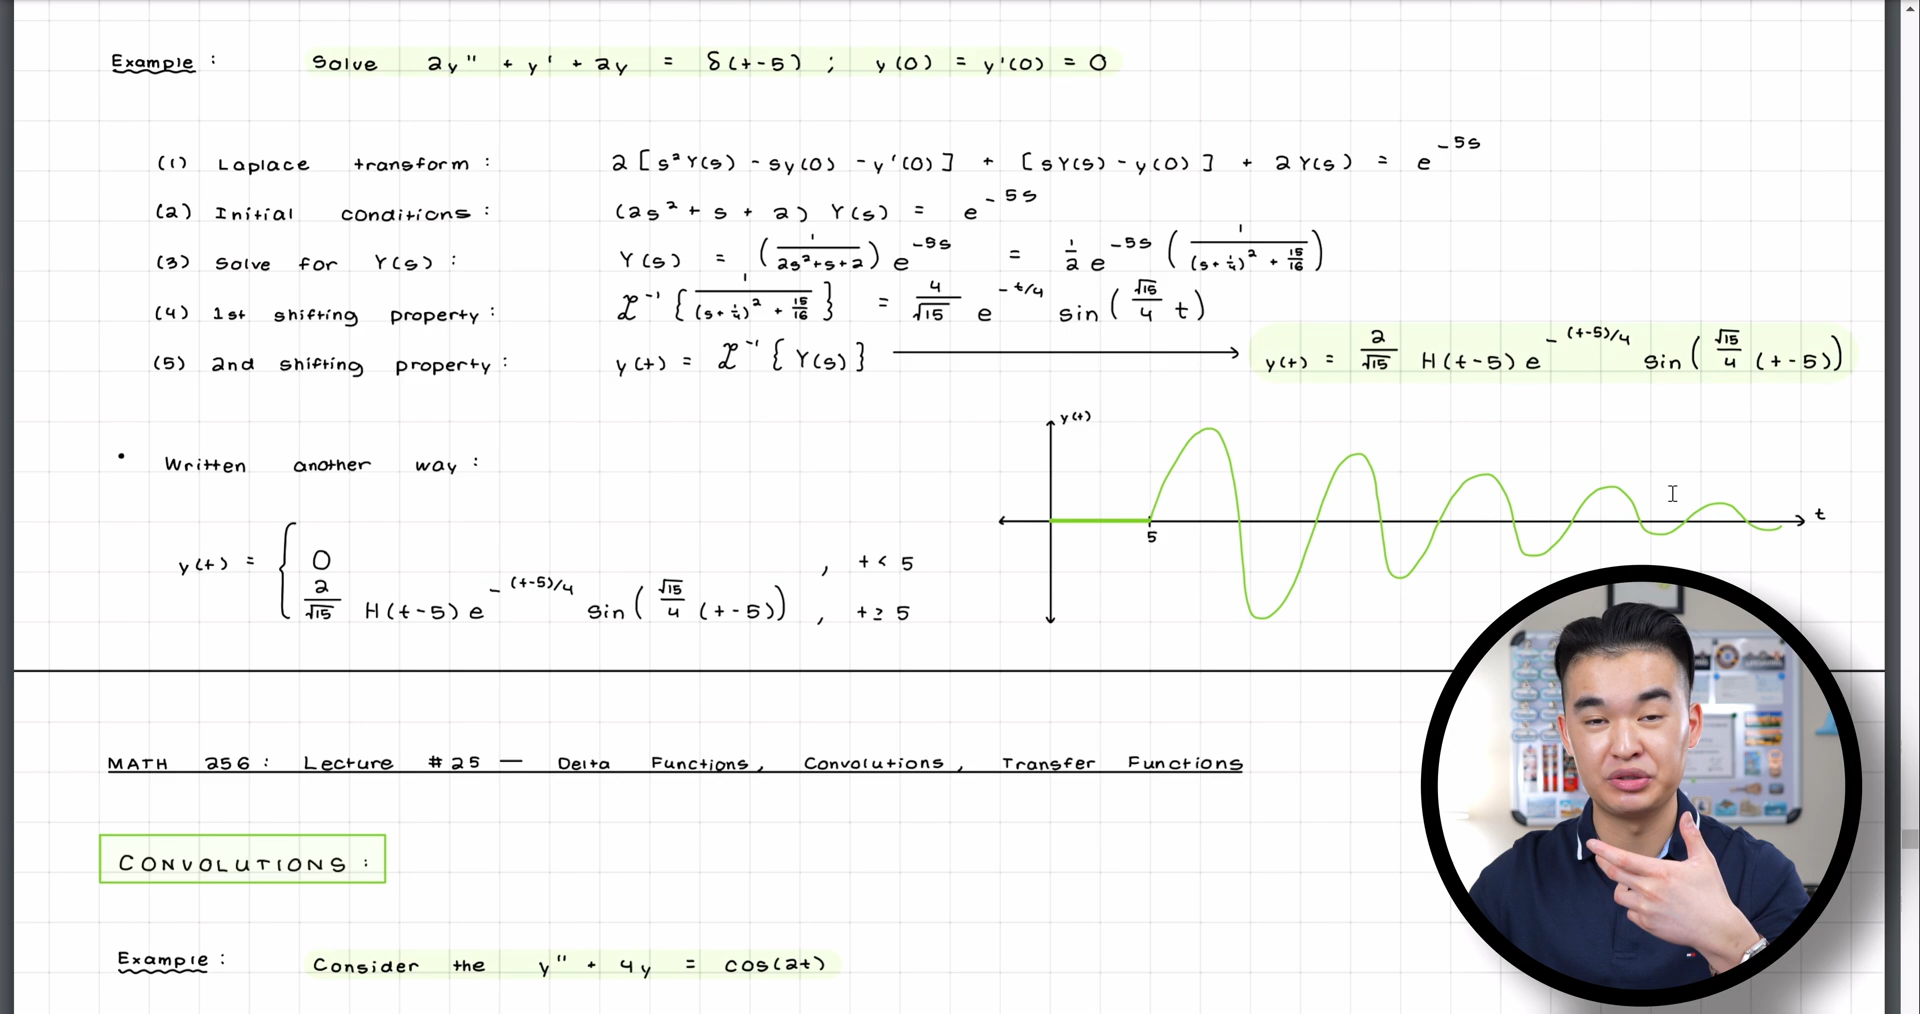 Example : Solve 2y'' + y' + 2y = δ(t-5) ; y(0) = y'(0) = 0
(1) Laplace transform : 2[s²Y(s) - sy(0) - y'(0)] + [sY(s) - y(0)] + 2Y(s) = e^{-5s}
(2) Initial conditions : (2s² + s + 2) Y(s) = e^{-5s}
(3) Solve for Y(s) : Y(s) = (1/(2s²+s+2)) e^{-5s} = 1/2 e^{-5s} (1/((s+1/4)² + 15/16))
(4) 1st shifting property : ℒ⁻¹{1/((s+1/4)² + 15/16)} = 4/√15 e^{-t/4} sin(√15/4 t)
(5) 2nd shifting property : y(t) = ℒ⁻¹{Y(s)} → y(t) = 2/√15 H(t-5) e^{-(t-5)/4} sin(√15/4 (t-5))
y(t)
t
5
• Written another way :
y(t) = { 0 , t < 5
2/√15 H(t-5) e^{-(t-5)/4} sin(√15/4 (t-5)) , t ≥ 5
MATH 256 : Lecture #25 — Delta Functions, Convolutions, Transfer Functions
CONVOLUTIONS :
Example : Consider the y'' + 4y = cos(2t)